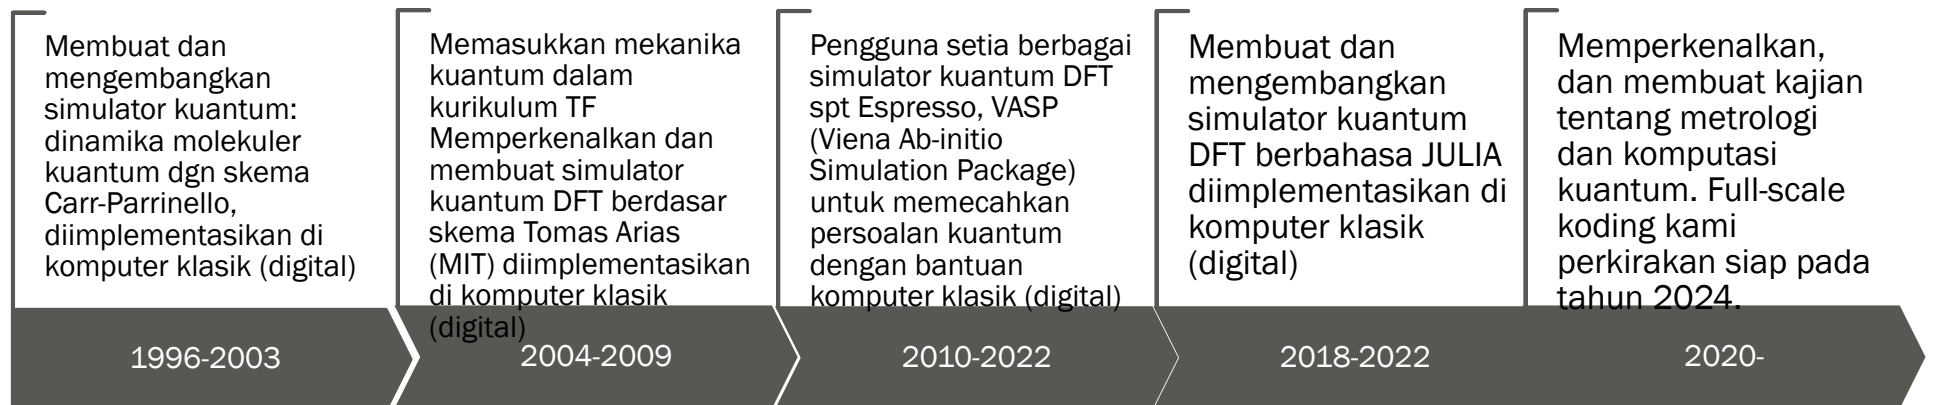 Membuat dan
mengembangkan
simulator kuantum:
dinamika molekuler
kuantum dgn skema
Carr-Parrinello,
diimplementasikan di
komputer klasik (digital)
1996-2003
Memasukkan mekanika
kuantum dalam
kurikulum TF
Memperkenalkan dan
membuat simulator
kuantum DFT berdasar
skema Tomas Arias
(MIT) diimplementasikan
di komputer klasik
(digital)
2004-2009
Pengguna setia berbagai
simulator kuantum DFT
spt Espresso, VASP
(Viena Ab-initio
Simulation Package)
untuk memecahkan
persoalan kuantum
dengan bantuan
komputer klasik (digital)
2010-2022
Membuat dan
mengembangkan
simulator kuantum
DFT berbahasa JULIA
diimplementasikan di
komputer klasik
(digital)
2018-2022
Memperkenalkan,
dan membuat kajian
tentang metrologi
dan komputasi
kuantum. Full-scale
koding kami
perkirakan siap pada
tahun 2024.
2020-